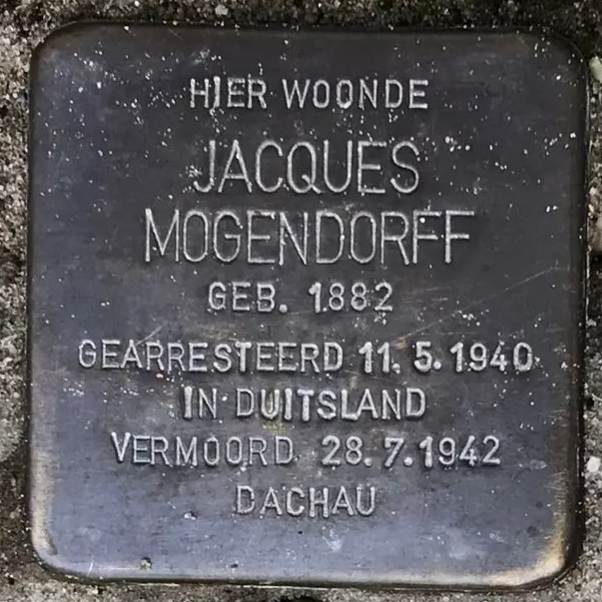 HIER WOONDE
JACQUES
MOGENDORFF
GEB. 1882
GEARRESTEERD 11.5.1940
IN DUITSLAND
VERMOORD 28.7.1942
DACHAU